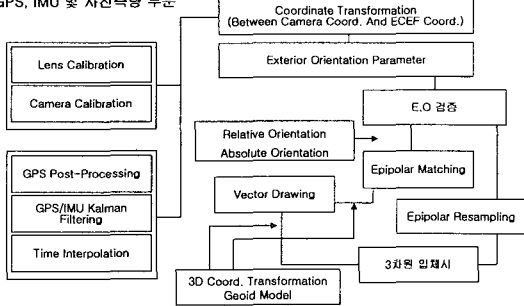 GPS, IMU 및 사진측량 부분
Coordinate Transformation
(Between Camera Coord. And ECEF Coord.)
Lens Calibration
Camera Calibration
Exterior Orientation Parameter
E.O 검증
Relative Orientation
Absolute Orientation
Epipolar Matching
GPS Post-Processing
GPS/IMU Kalman
Filtering
Time Interpolation
Vector Drawing
Epipolar Resampling
3차원 입체시
3D Coord. Transformation
Geoid Model